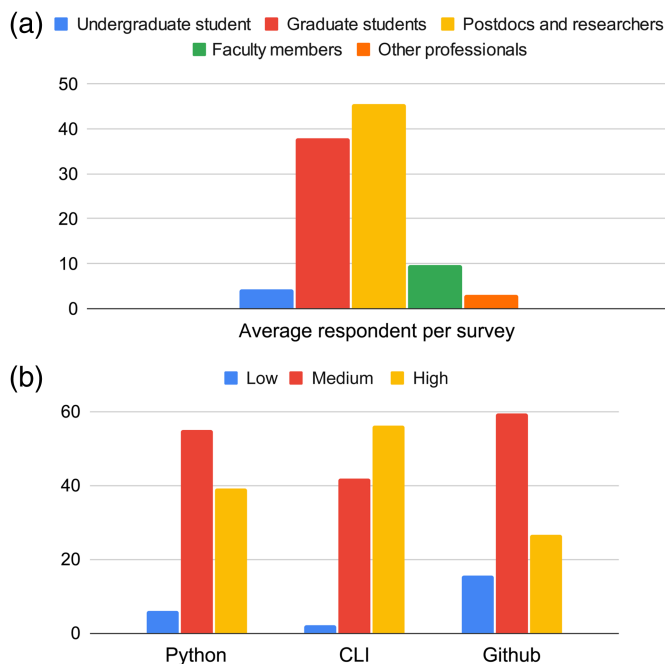 (a) Undergraduate student Graduate students Postdocs and researchers
Faculty members Other professionals
50
40
30
20
10
0
Average respondent per survey
(b) Low Medium High
60
40
20
0
Python CLI Github